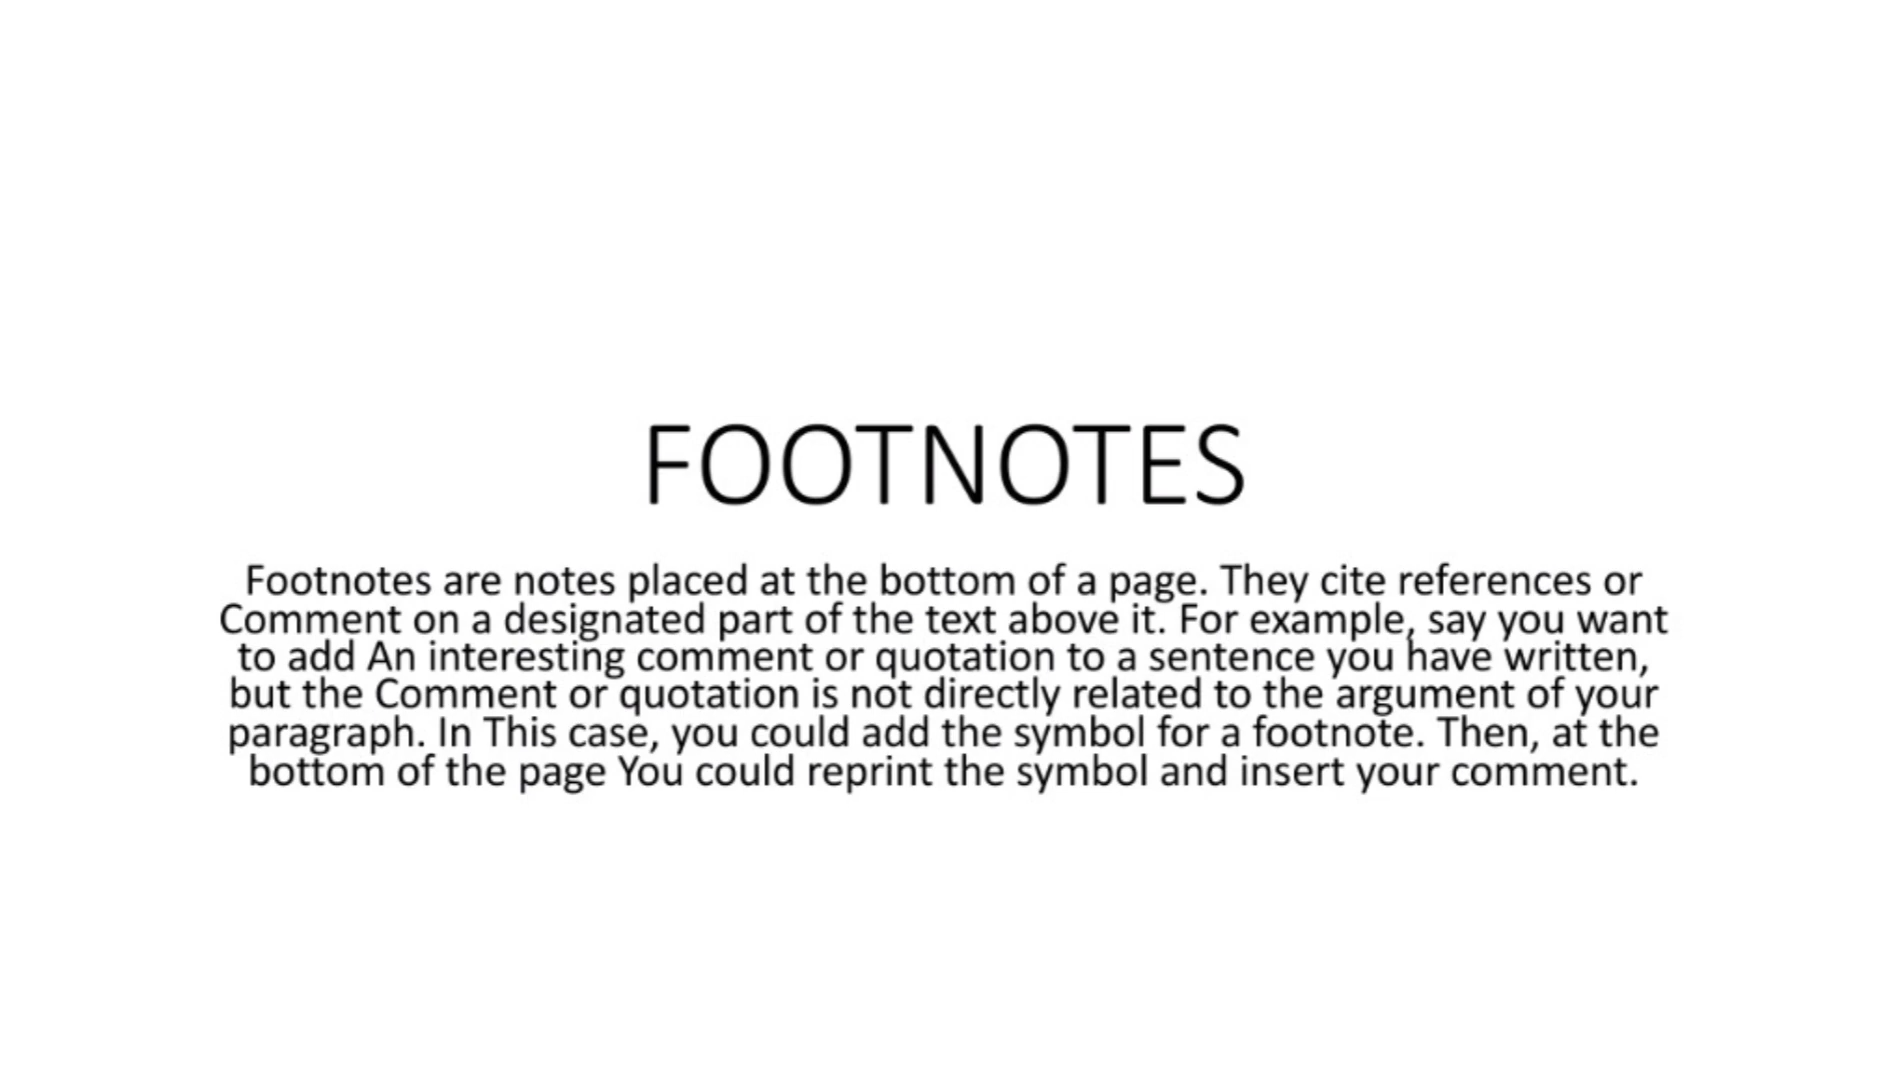 FOOTNOTES
Footnotes are notes placed at the bottom of a page. They cite references or
Comment on a designated part of the text above it. For example, say you want
to add An interesting comment or quotation to a sentence you have written,
but the Comment or quotation is not directly related to the argument of your
paragraph. In This case, you could add the symbol for a footnote. Then, at the
bottom of the page You could reprint the symbol and insert your comment.